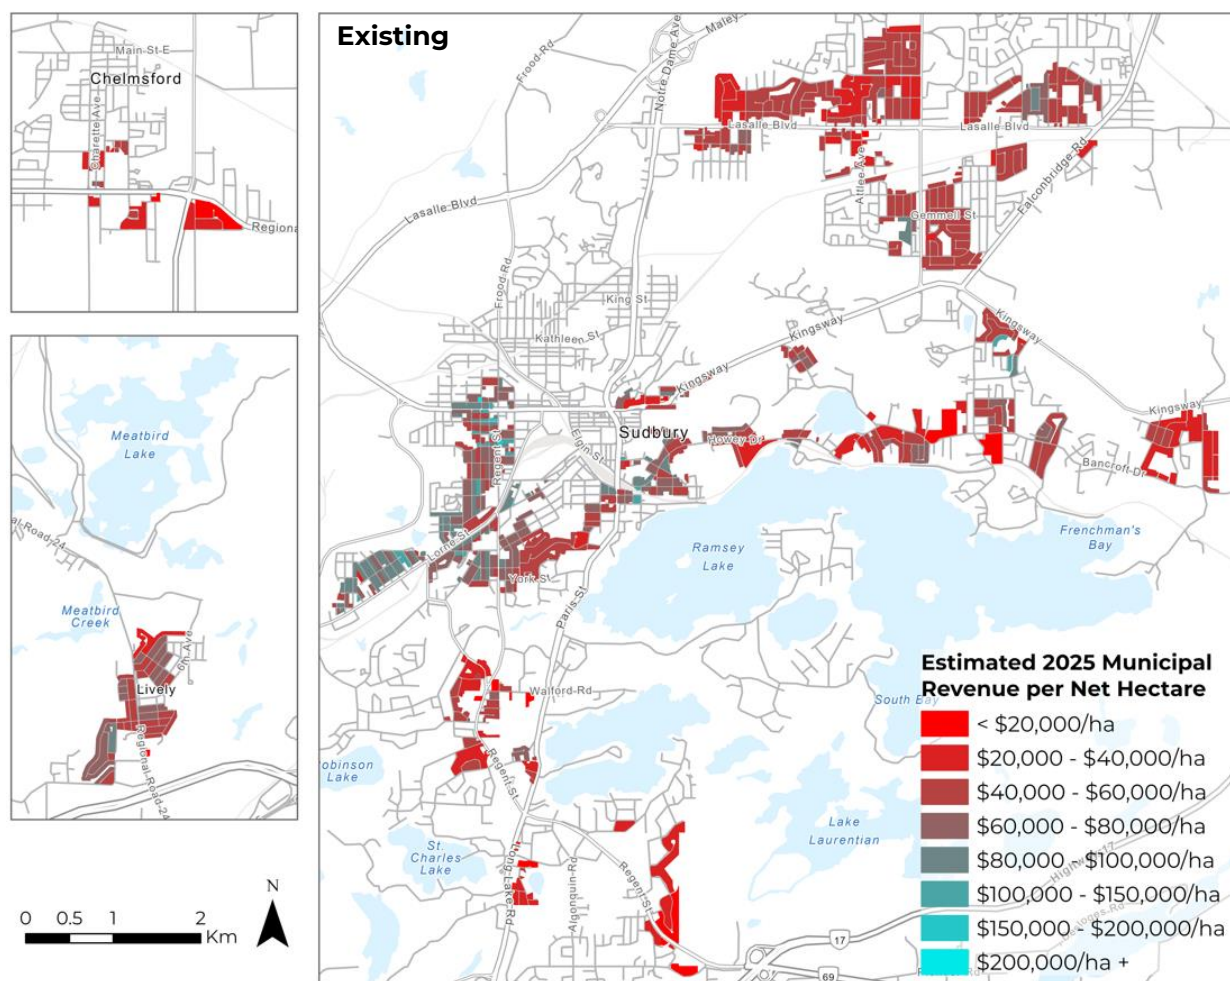 Main St E
Chelmsford
Charette Ave
Regiona
Meatbird
Lake
al Road 24
Meatbird
Creek
6th Ave
Lively
Regional Road 24
0 0.5 1 2
Km
N
Existing
Frood Rd
Notre Dame Ave
Maley
Lasalle Blvd
Lasalle Blvd
Attlee Ave
Falconbridge Rd
Gemmell St
Lasalle Blvd
Frood Rd
King St
Kathleen St
Kingsway
Kingsway
Kingsway
Kingsway
Sudbury
Howey Dr
Elgin St
Regent St
Bancroft Dr
Lorne St
York St
Paris St
Ramsey
Lake
Frenchman's
Bay
Walford Rd
South Bay
Regent St
Robinson
Lake
St.
Charles
Lake
Long Lake Rd
Algonquin Rd
Regent St
Lake
Laurentian
Highway 17
17
69
Estimated 2025 Municipal
Revenue per Net Hectare
< $20,000/ha
$20,000 - $40,000/ha
$40,000 - $60,000/ha
$60,000 - $80,000/ha
$80,000 - $100,000/ha
$100,000 - $150,000/ha
$150,000 - $200,000/ha
$200,000/ha +